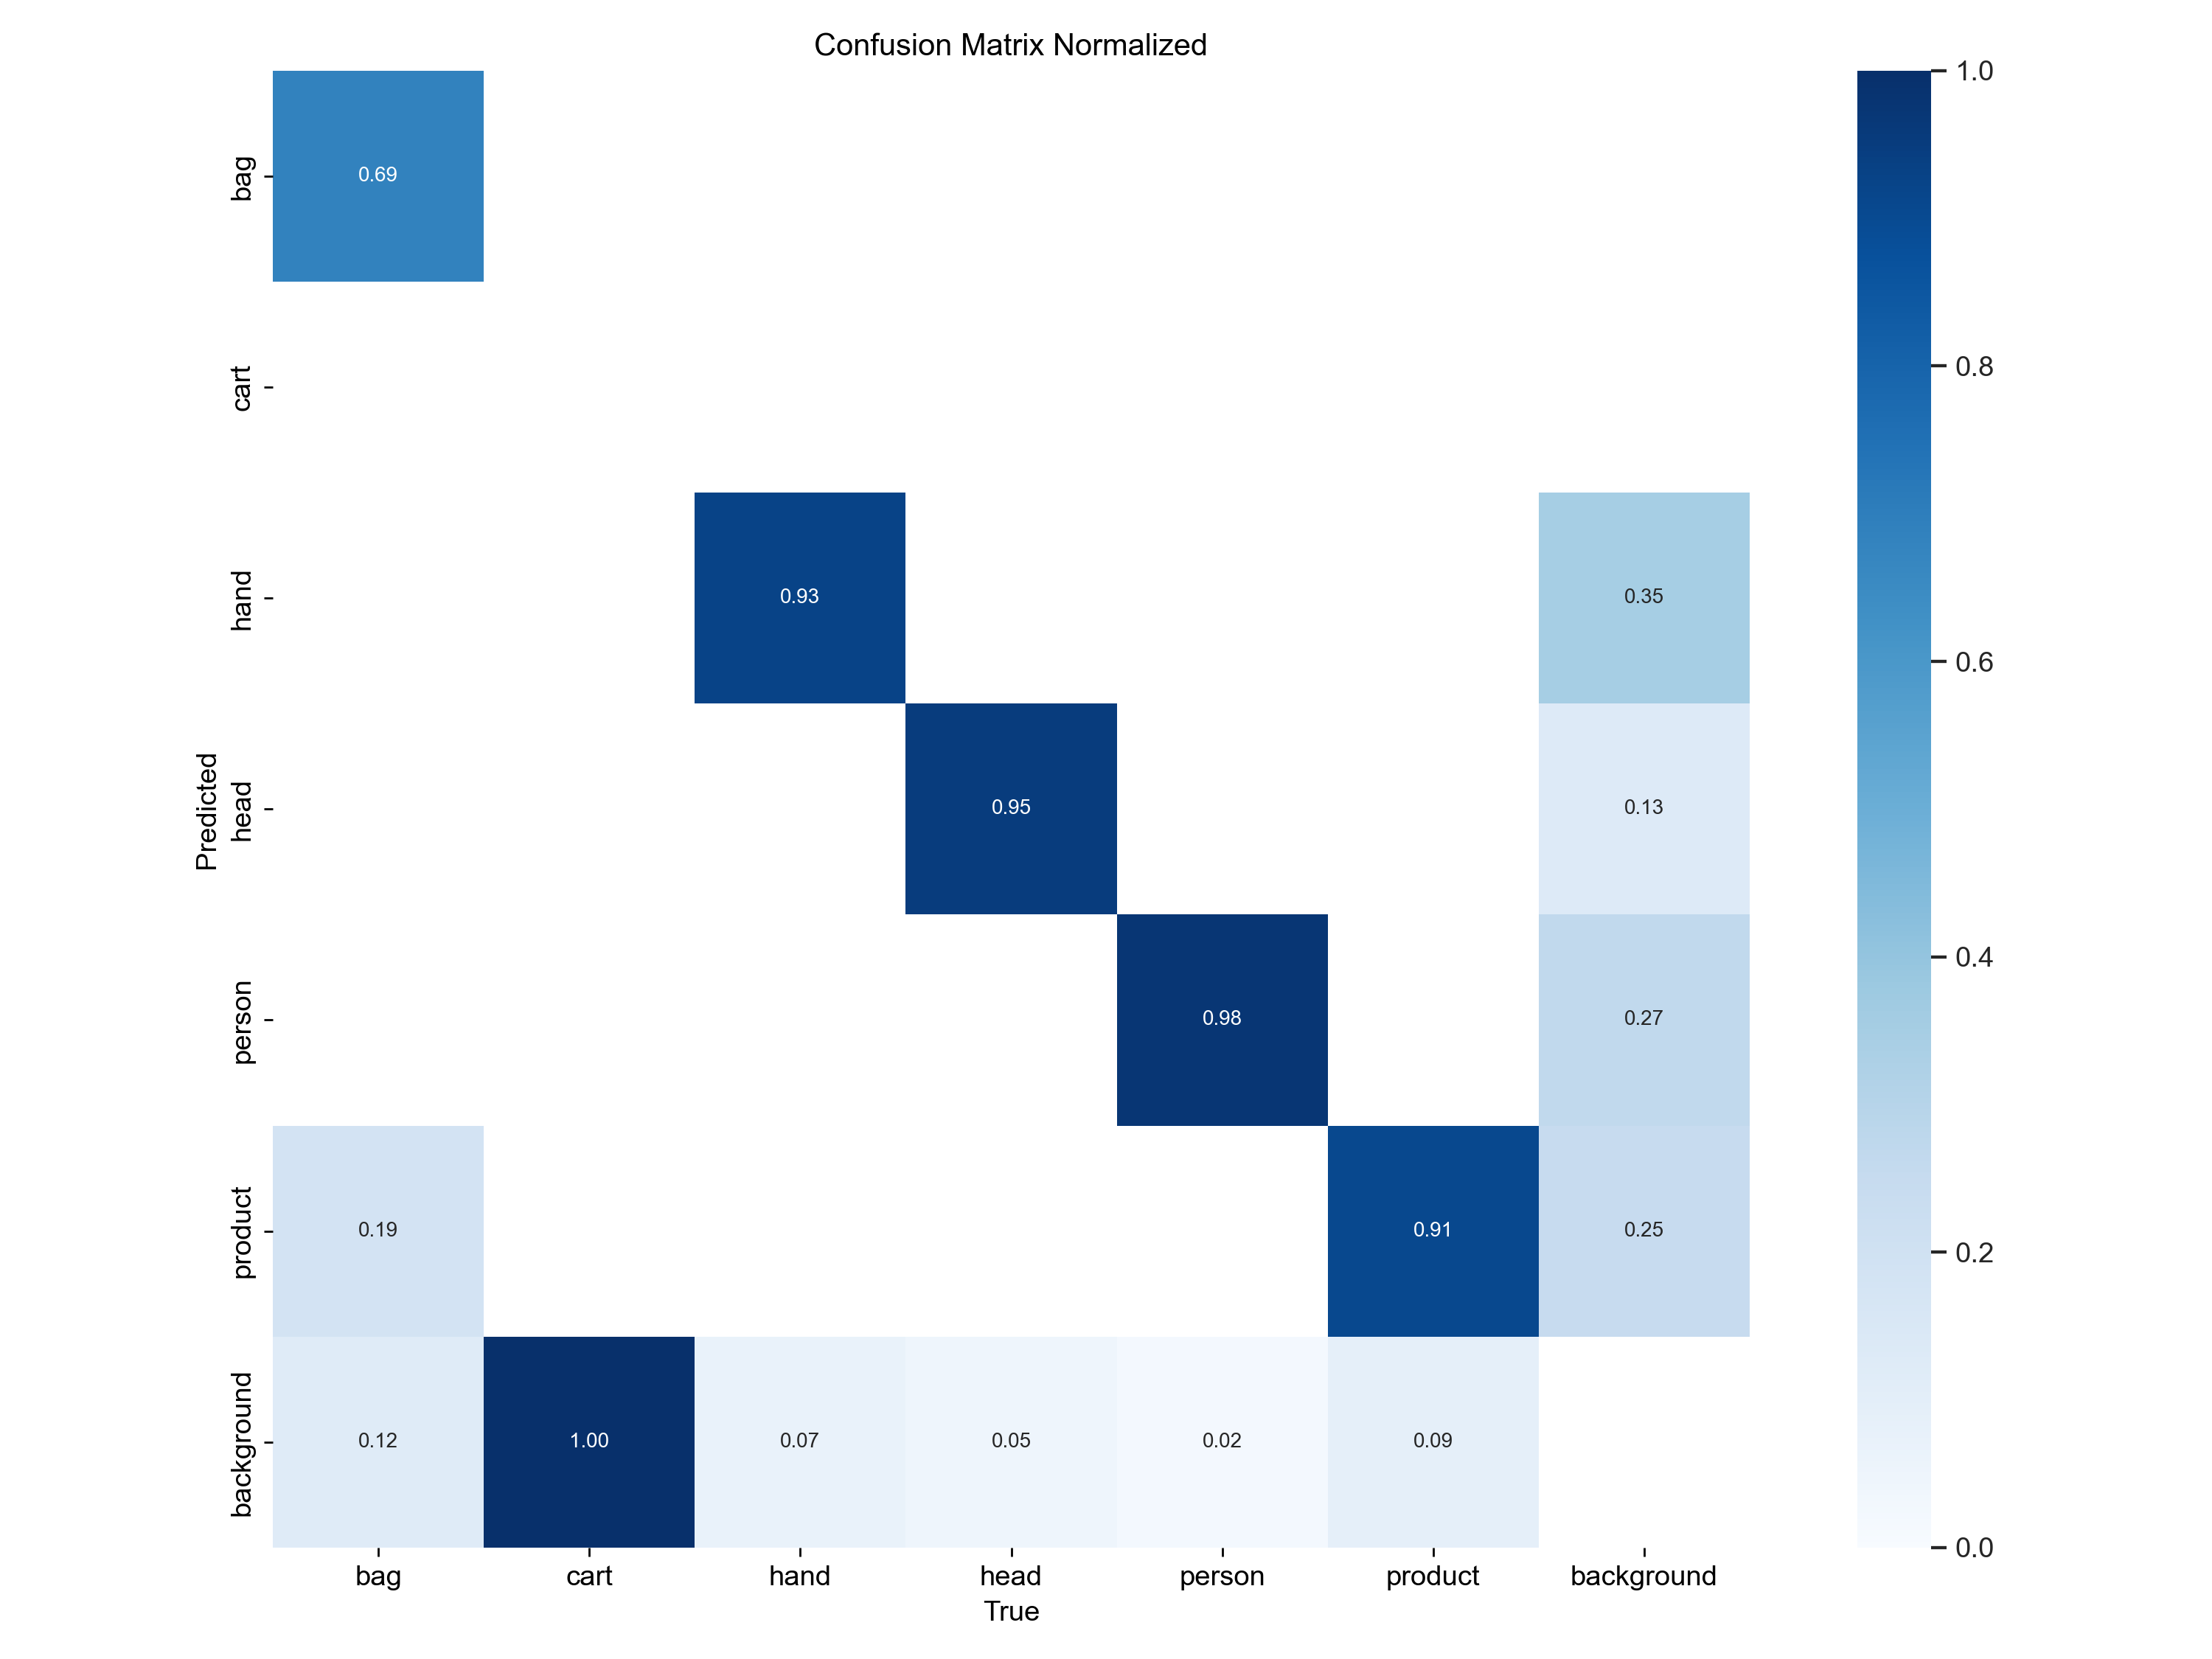 Confusion Matrix Normalized
bag
0.69
cart
hand
0.93
0.35
head
0.95
0.13
person
0.98
0.27
product
0.19
0.91
0.25
background
0.12
1.00
0.07
0.05
0.02
0.09
Predicted
bag
cart
hand
head
person
product
background
True
1.0
0.8
0.6
0.4
0.2
0.0